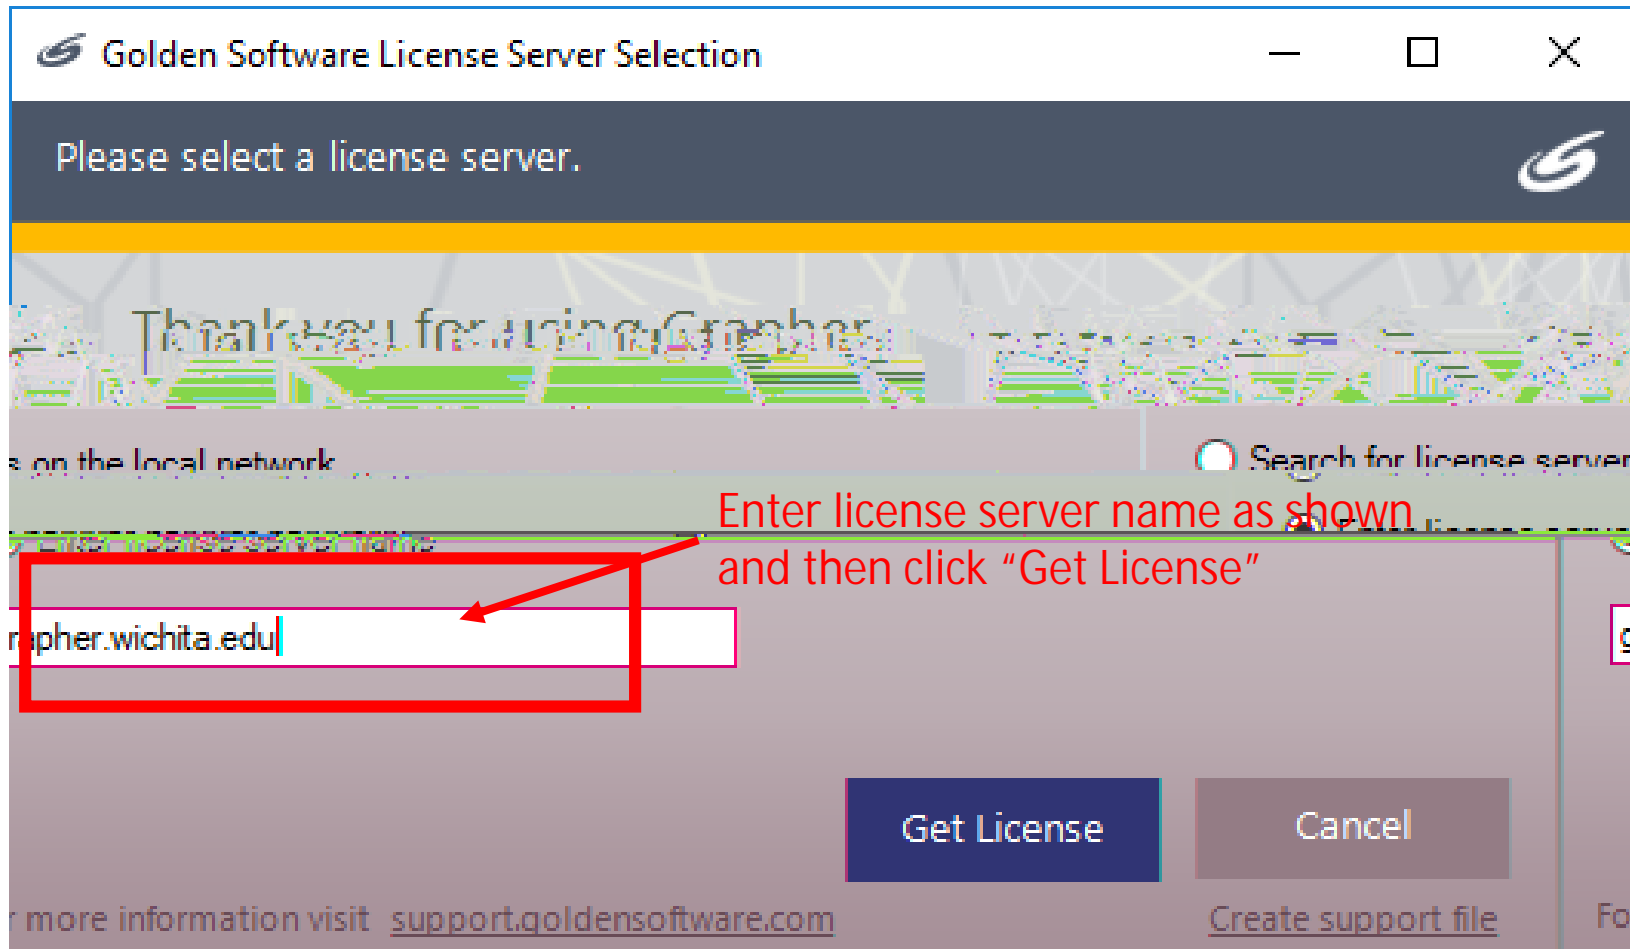 Golden Software License Server Selection
Please select a license server.
Thank you for using Grapher.
s on the local network Search for license server
Enter license server name as shown
and then click “Get License”
rapher.wichita.edu g
Get License Cancel
r more information visit support.goldensoftware.com Create support file Fo